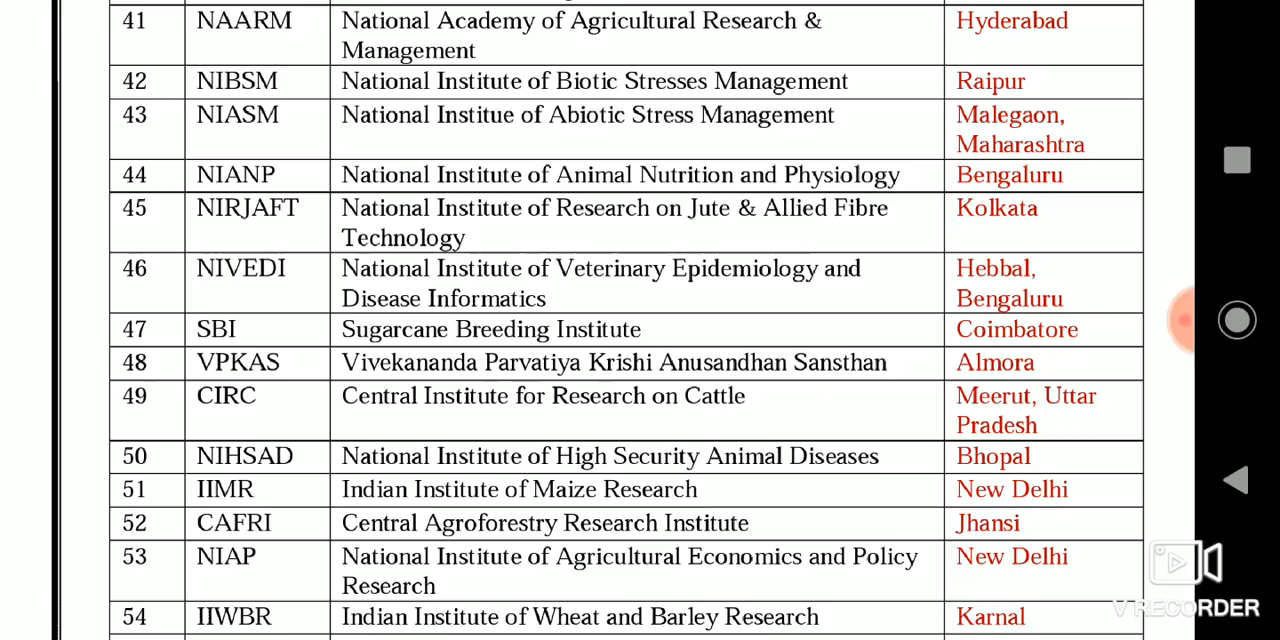 41 NAARM National Academy of Agricultural Research & Hyderabad
Management
42 NIBSM National Institute of Biotic Stresses Management Raipur
43 NIASM National Institue of Abiotic Stress Management Malegaon,
Maharashtra
44 NIANP National Institute of Animal Nutrition and Physiology Bengaluru
45 NIRJAFT National Institute of Research on Jute & Allied Fibre Kolkata
Technology
46 NIVEDI National Institute of Veterinary Epidemiology and Hebbal,
Disease Informatics Bengaluru
47 SBI Sugarcane Breeding Institute Coimbatore
48 VPKAS Vivekananda Parvatiya Krishi Anusandhan Sansthan Almora
49 CIRC Central Institute for Research on Cattle Meerut, Uttar
Pradesh
50 NIHSAD National Institute of High Security Animal Diseases Bhopal
51 IIMR Indian Institute of Maize Research New Delhi
52 CAFRI Central Agroforestry Research Institute Jhansi
53 NIAP National Institute of Agricultural Economics and Policy New Delhi
Research
54 IIWBR Indian Institute of Wheat and Barley Research Karnal
V RECORDER